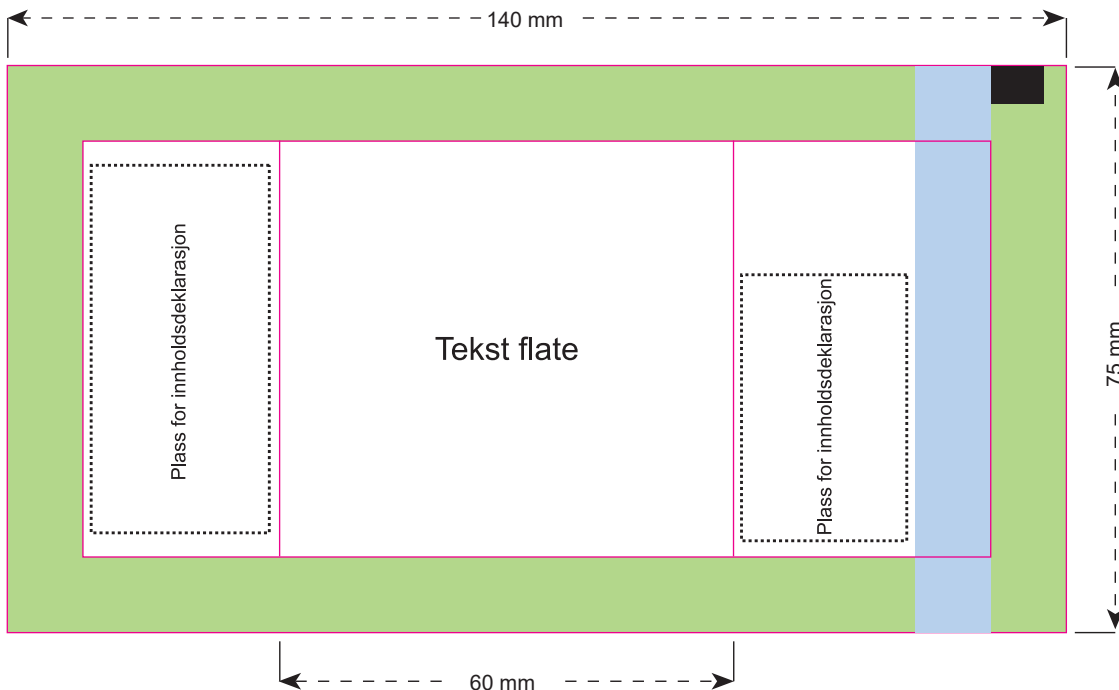 140 mm
Plass for innholdsdeklarasjon
Tekst flate
Plass for innholdsdeklarasjon
75 mm
60 mm